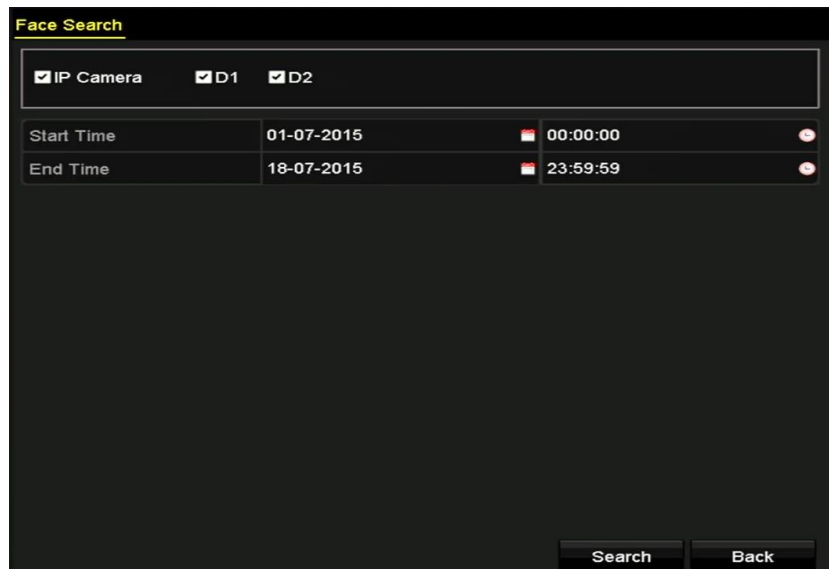 Face Search
IP Camera D1 D2
Start Time 01-07-2015 00:00:00
End Time 18-07-2015 23:59:59
Search Back